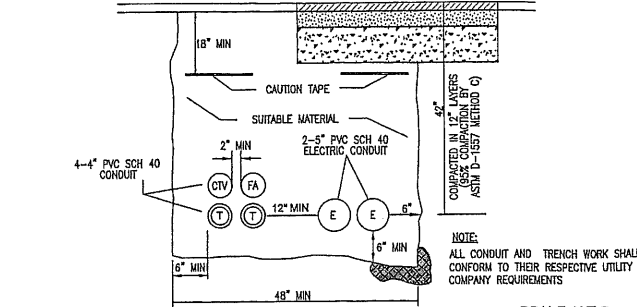 18" MIN
CAUTION TAPE
SUITABLE MATERIAL
42"
COMPACTED IN 12" LAYERS
(95% COMPACTION BY
ASTM D-1557 METHOD C)
2" MIN
2-5" PVC SCH 40
ELECTRIC CONDUIT
4-4" PVC SCH 40
CONDUIT
CTV
FA
T
T
12" MIN
E
E
6"
6" MIN
6" MIN
48" MIN
NOTE:
ALL CONDUIT AND TRENCH WORK SHALL
CONFORM TO THEIR RESPECTIVE UTILITY
COMPANY REQUIREMENTS